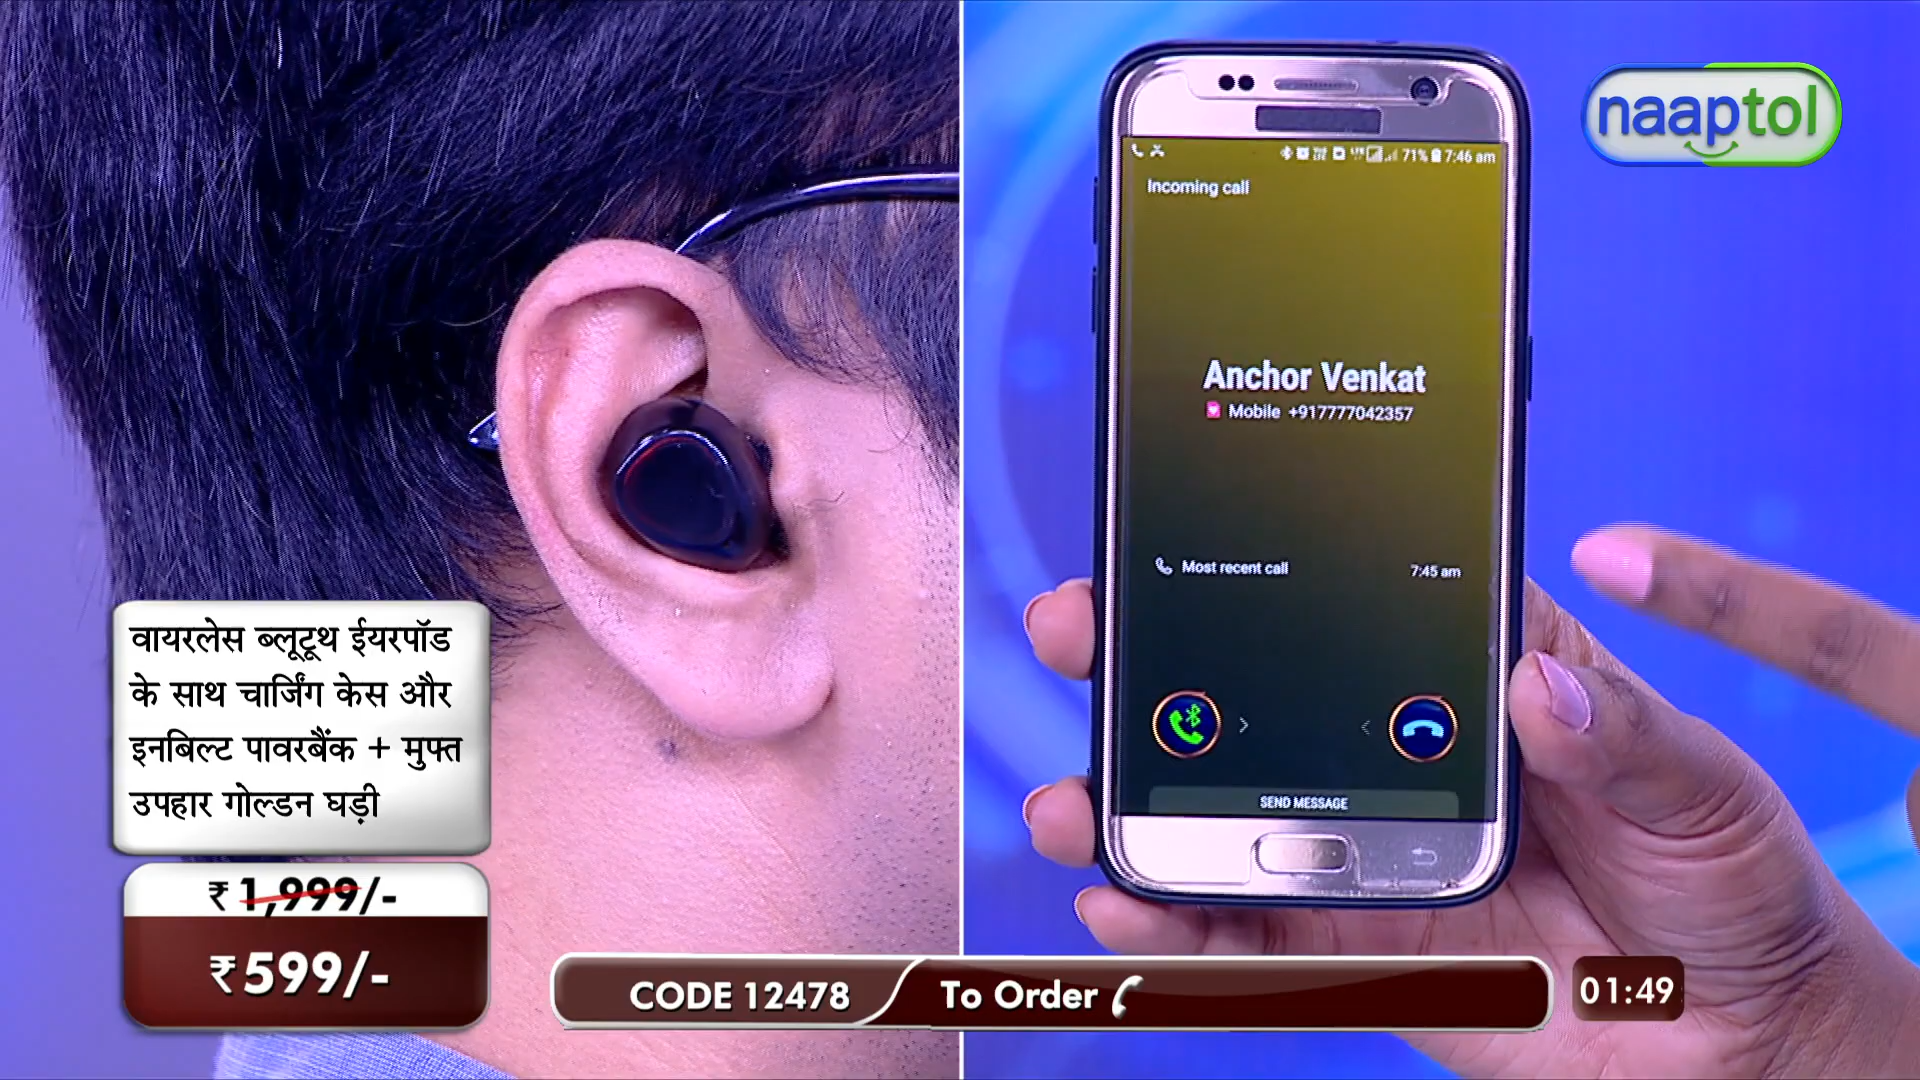 naaptol
71% 7:46 am
Incoming call
Anchor Venkat
Mobile +917777042357
Most recent call 7:45 am
SEND MESSAGE
वायरलेस ब्लूटूथ ईयरपॉड
के साथ चार्जिंग केस और
इनबिल्ट पावरबैंक + मुफ्त
उपहार गोल्डन घड़ी
₹ 1,999/-
₹ 599/-
CODE 12478 To Order
01:49